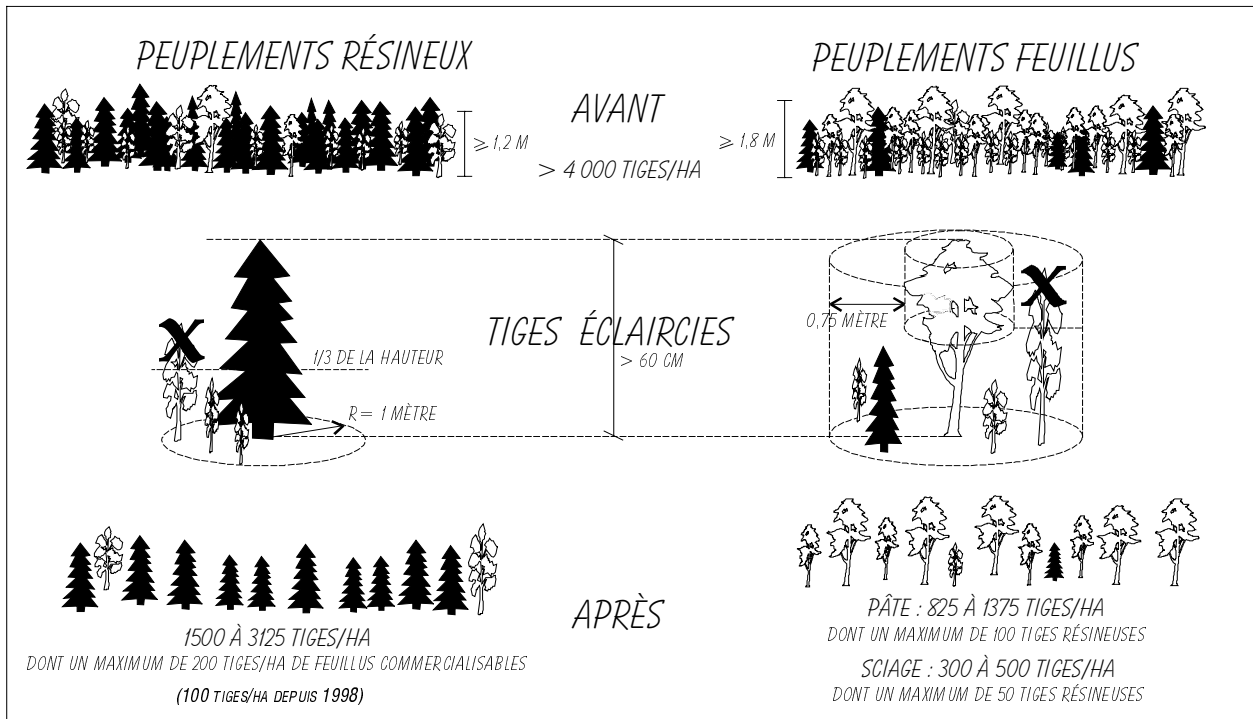 PEUPLEMENTS RÉSINEUX
PEUPLEMENTS FEUILLUS
AVANT
≥ 1,2 M
≥ 1,8 M
> 4 000 TIGES/HA
TIGES ÉCLAIRCIES
> 60 CM
1/3 DE LA HAUTEUR
R = 1 MÈTRE
0,75 MÈTRE
X
X
APRÈS
1500 À 3125 TIGES/HA
DONT UN MAXIMUM DE 200 TIGES/HA DE FEUILLUS COMMERCIALISABLES
(100 TIGES/HA DEPUIS 1998)
PÂTE : 825 À 1375 TIGES/HA
DONT UN MAXIMUM DE 100 TIGES RÉSINEUSES
SCIAGE : 300 À 500 TIGES/HA
DONT UN MAXIMUM DE 50 TIGES RÉSINEUSES